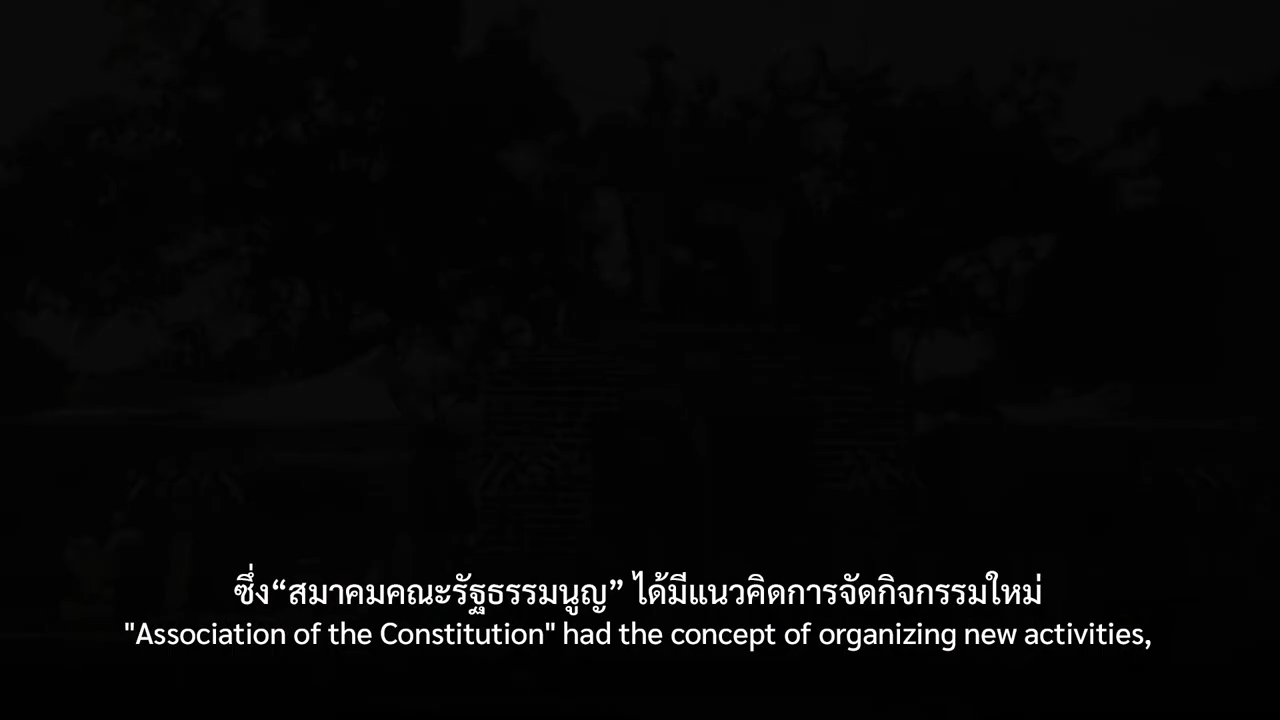 ซึ่ง“สมาคมคณะรัฐธรรมนูญ” ได้มีแนวคิดการจัดกิจกรรมใหม่
"Association of the Constitution" had the concept of organizing new activities,